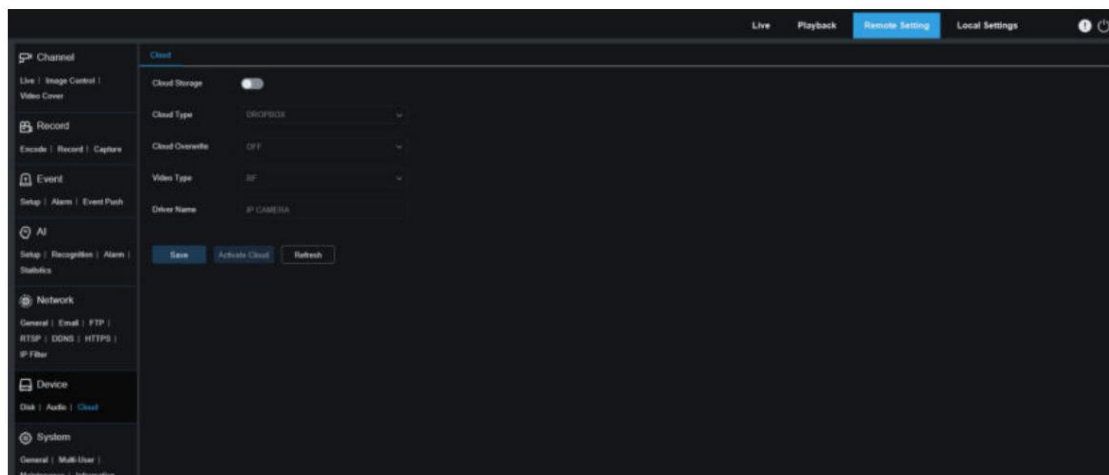 Live Playback Remote Setting Local Settings
Channel
Live | Image Control |
Video Cover
Record
Encode | Record | Capture
Event
Setup | Alarm | Event Push
AI
Setup | Recognition | Alarm |
Statistics
Network
General | Email | FTP |
RTSP | DDNS | HTTPS |
IP Filter
Device
Disk | Audio | Cloud
System
General | Multi-User |
Maintenance | Information
Cloud
Cloud Storage
Cloud Type DROPBOX
Cloud Overwrite OFF
Video Type RF
Driver Name IP CAMERA
Save Activate Cloud Refresh